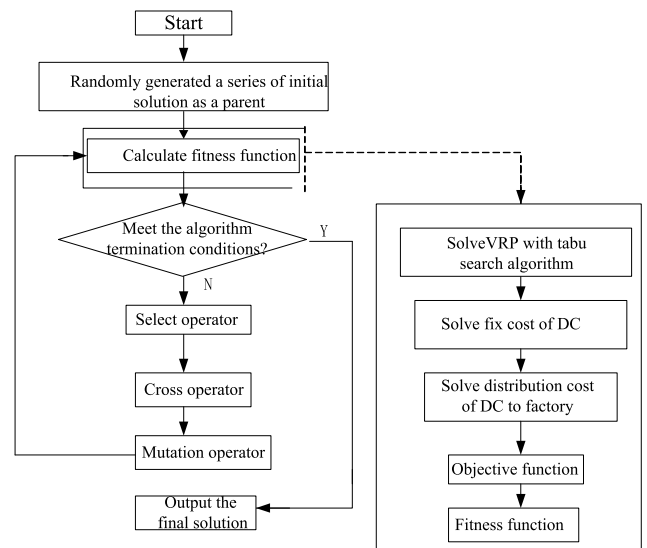 Start
Randomly generated a series of initial
solution as a parent
Calculate fitness function
Meet the algorithm
termination conditions?
Y
N
Select operator
Cross operator
Mutation operator
Output the
final solution
SolveVRP with tabu
search algorithm
Solve fix cost of DC
Solve distribution cost
of DC to factory
Objective function
Fitness function